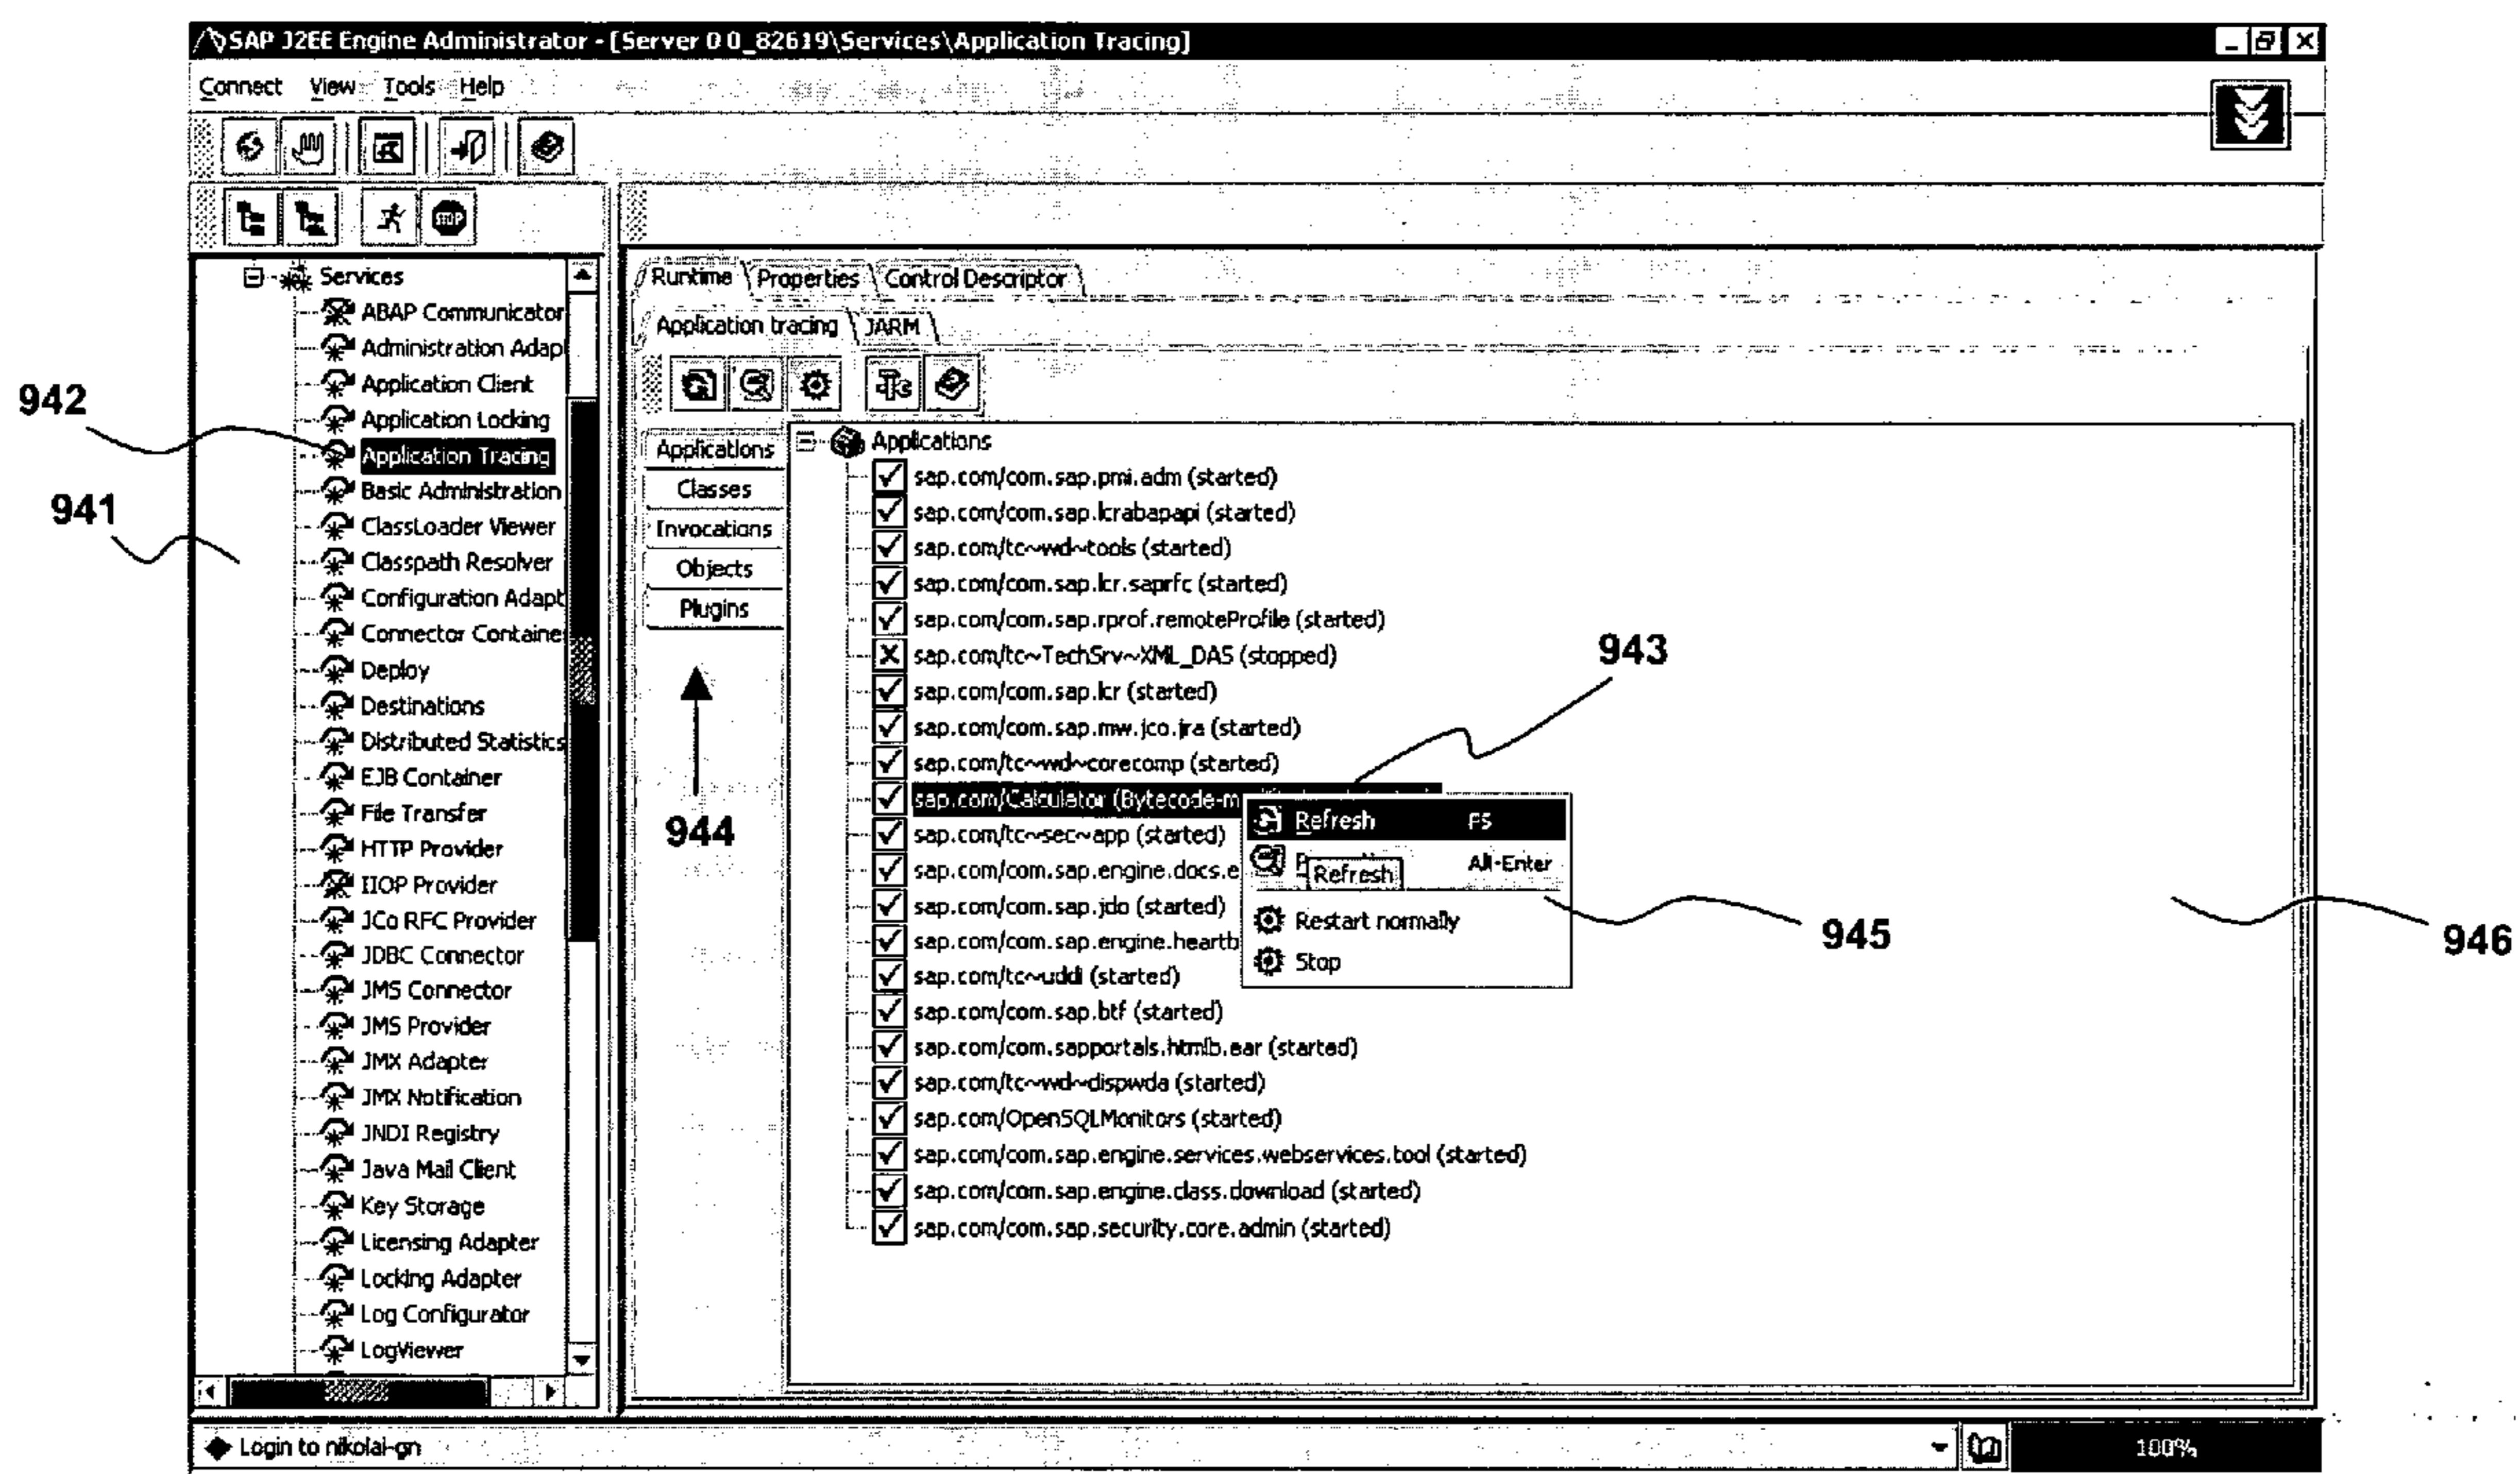 SAP J2EE Engine Administrator - [Server 0 0_82619\Services\Application Tracing]
Connect View Tools Help
STOP
Services
ABAP Communicator
Administration Adap
Application Client
Application Locking
Application Tracing
Basic Administration
ClassLoader Viewer
Classpath Resolver
Configuration Adapt
Connector Containe
Deploy
Destinations
Distributed Statistics
EJB Container
File Transfer
HTTP Provider
IIOP Provider
JCo RFC Provider
JDBC Connector
JMS Connector
JMS Provider
JMX Adapter
JMX Notification
JNDI Registry
Java Mail Client
Key Storage
Licensing Adapter
Locking Adapter
Log Configurator
LogViewer
942
941
Runtime Properties Control Descriptor
Application tracing JARM
Applications
Classes
Invocations
Objects
Plugins
944
Applications
sap.com/com.sap.pmi.adm (started)
sap.com/com.sap.lcrabapapi (started)
sap.com/tc~wd~tools (started)
sap.com/com.sap.lcr.saprfc (started)
sap.com/com.sap.rprof.remoteProfile (started)
sap.com/tc~TechSrv~XML_DAS (stopped)
sap.com/com.sap.lcr (started)
sap.com/com.sap.mw.jco.jra (started)
sap.com/tc~wd~corecomp (started)
sap.com/Calculator (Bytecode-m
sap.com/tc~sec~app (started)
sap.com/com.sap.engine.docs.e
sap.com/com.sap.jdo (started)
sap.com/com.sap.engine.heartb
sap.com/tc~uddi (started)
sap.com/com.sap.btf (started)
sap.com/com.sapportals.htmlb.ear (started)
sap.com/tc~wd~dispwda (started)
sap.com/OpenSQLMonitors (started)
sap.com/com.sap.engine.services.webservices.tool (started)
sap.com/com.sap.engine.class.download (started)
sap.com/com.sap.security.core.admin (started)
943
Refresh F5
Alt-Enter
Refresh
Restart normally
Stop
945
946
Login to nikolai-gn
100%